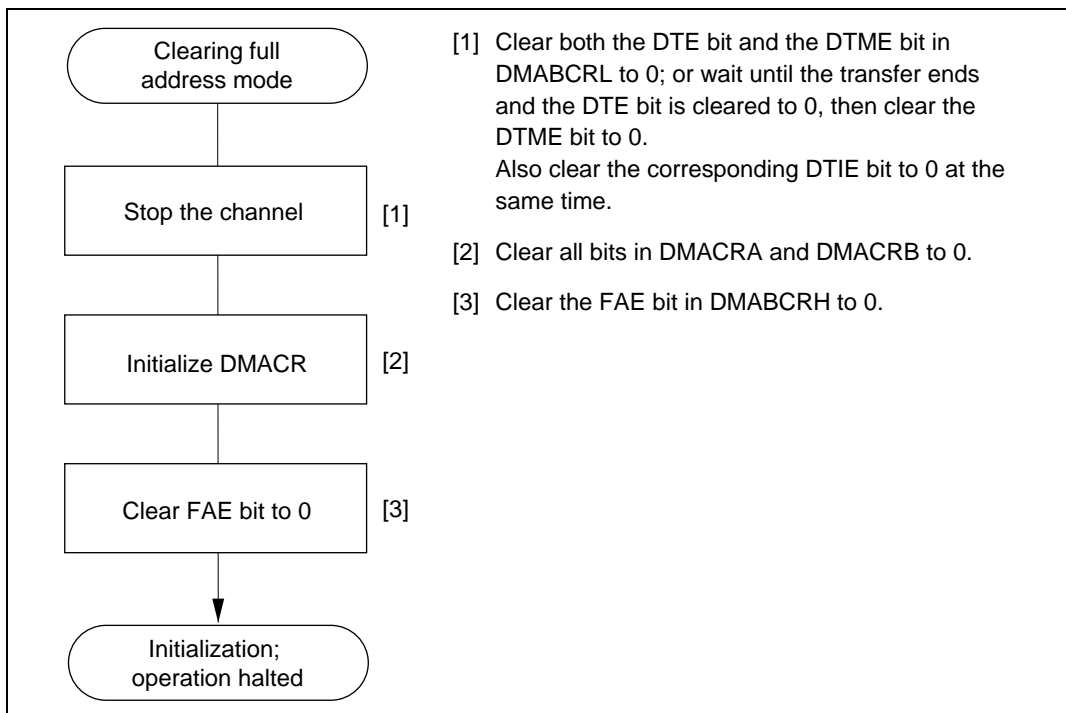 Clearing full
address mode
Stop the channel
[1]
Initialize DMACR
[2]
Clear FAE bit to 0
[3]
Initialization;
operation halted
[1] Clear both the DTE bit and the DTME bit in
DMABCRL to 0; or wait until the transfer ends
and the DTE bit is cleared to 0, then clear the
DTME bit to 0.
Also clear the corresponding DTIE bit to 0 at the
same time.
[2] Clear all bits in DMACRA and DMACRB to 0.
[3] Clear the FAE bit in DMABCRH to 0.